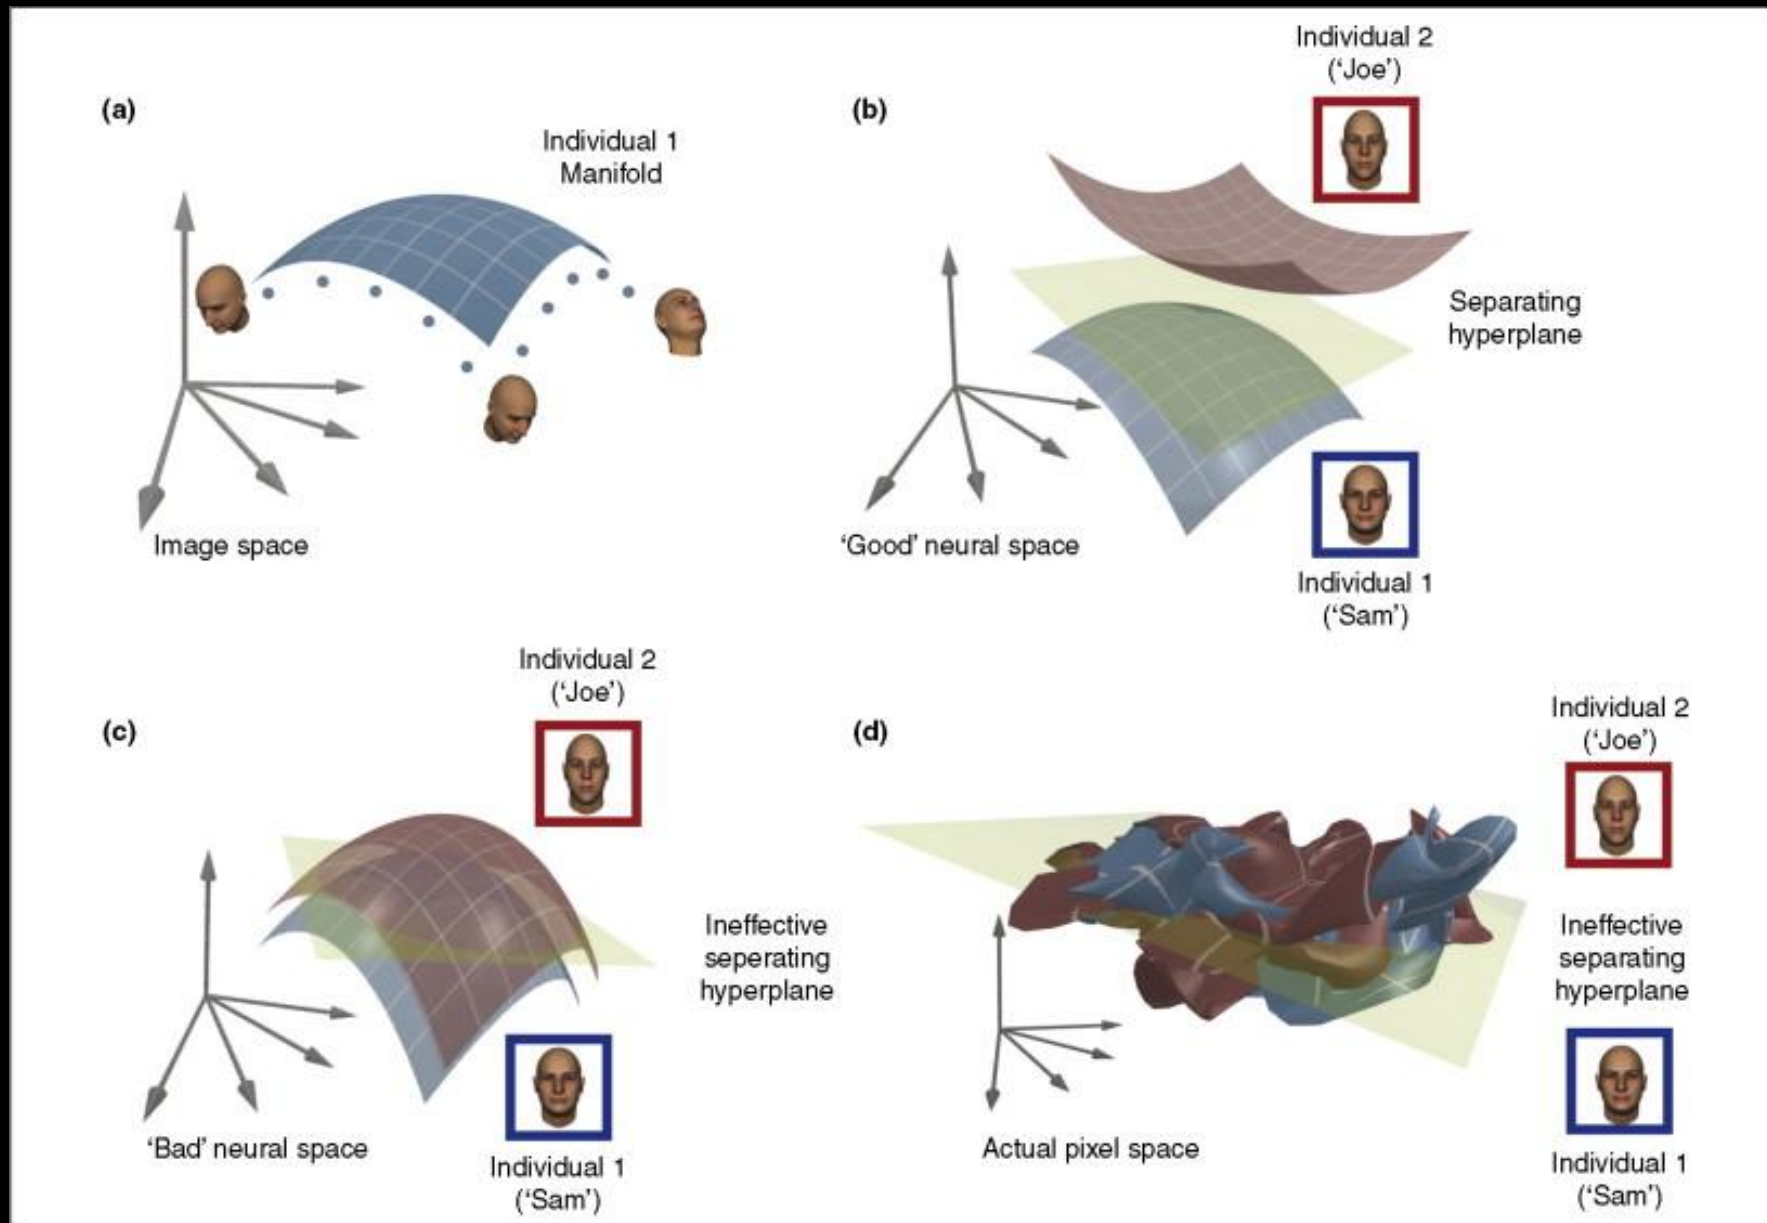 (a)
Individual 1
Manifold
Image space
(b)
Individual 2
('Joe')
Separating
hyperplane
'Good' neural space
Individual 1
('Sam')
(c)
Individual 2
('Joe')
Ineffective
seperating
hyperplane
'Bad' neural space
Individual 1
('Sam')
(d)
Individual 2
('Joe')
Ineffective
separating
hyperplane
Actual pixel space
Individual 1
('Sam')